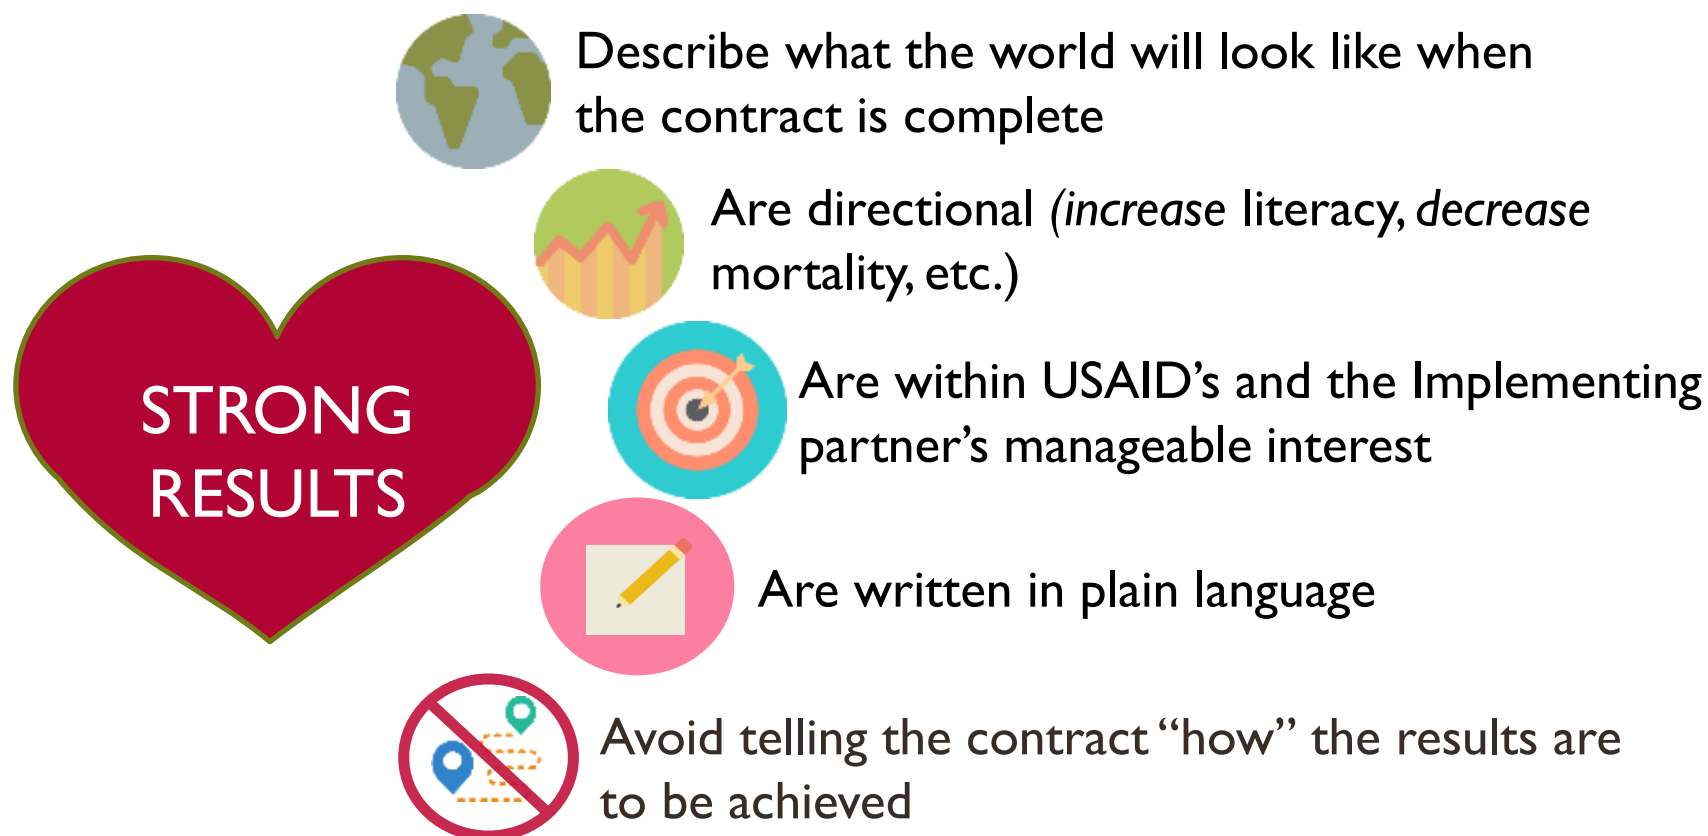 STRONG
RESULTS
Describe what the world will look like when
the contract is complete
Are directional (increase literacy, decrease
mortality, etc.)
Are within USAID’s and the Implementing
partner’s manageable interest
Are written in plain language
Avoid telling the contract “how” the results are
to be achieved